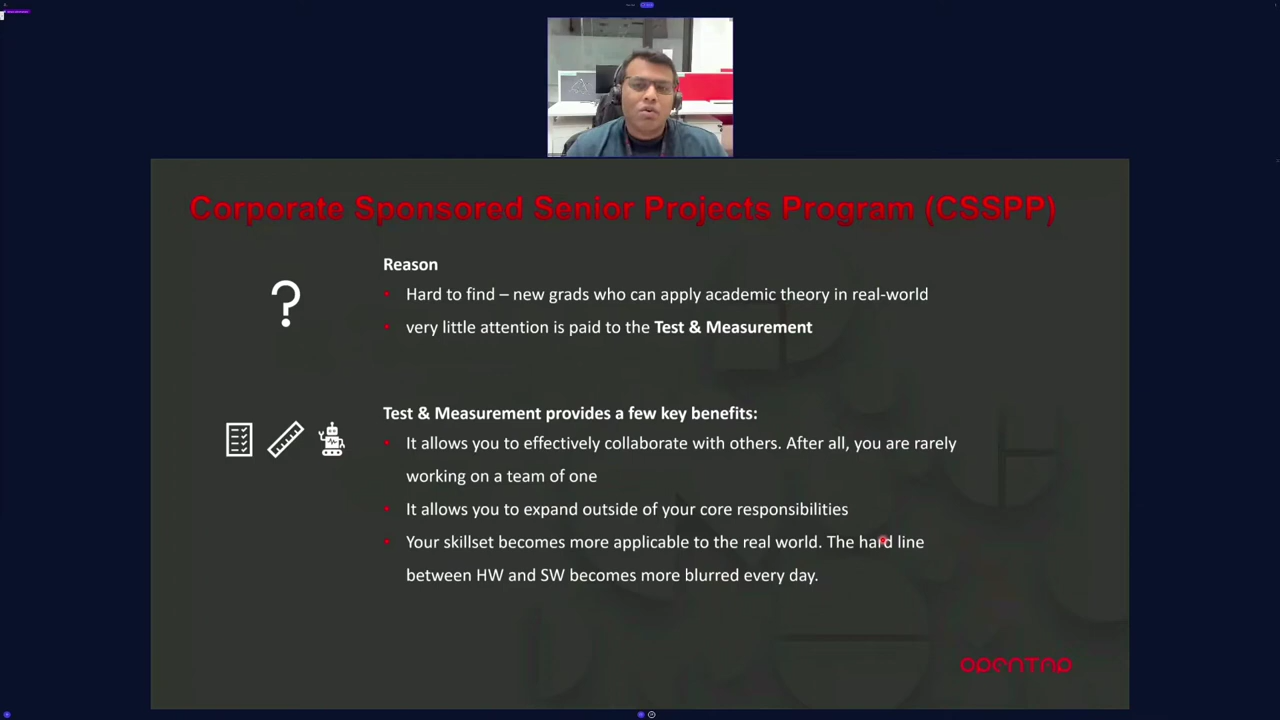 Corporate Sponsored Senior Projects Program (CSSPP)
Reason
Hard to find – new grads who can apply academic theory in real-world
very little attention is paid to the Test & Measurement
Test & Measurement provides a few key benefits:
It allows you to effectively collaborate with others. After all, you are rarely
working on a team of one
It allows you to expand outside of your core responsibilities
Your skillset becomes more applicable to the real world. The hard line
between HW and SW becomes more blurred every day.
OPENTAP